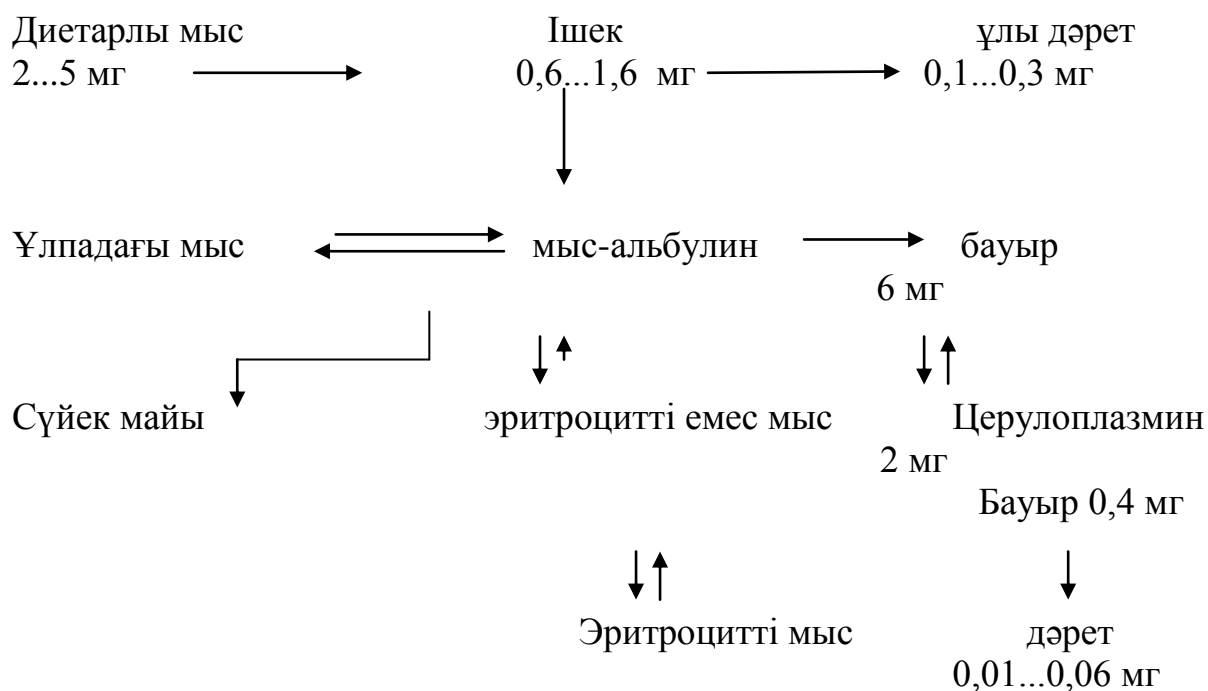 Диетарлы мыс Ішек ұлы дәрет
2...5 мг 0,6...1,6 мг 0,1...0,3 мг
Ұлпадағы мыс мыс-альбулин бауыр
6 мг
Сүйек майы эритроцитті емес мыс Церулоплазмин
2 мг
Бауыр 0,4 мг
Эритроцитті мыс дәрет
0,01...0,06 мг